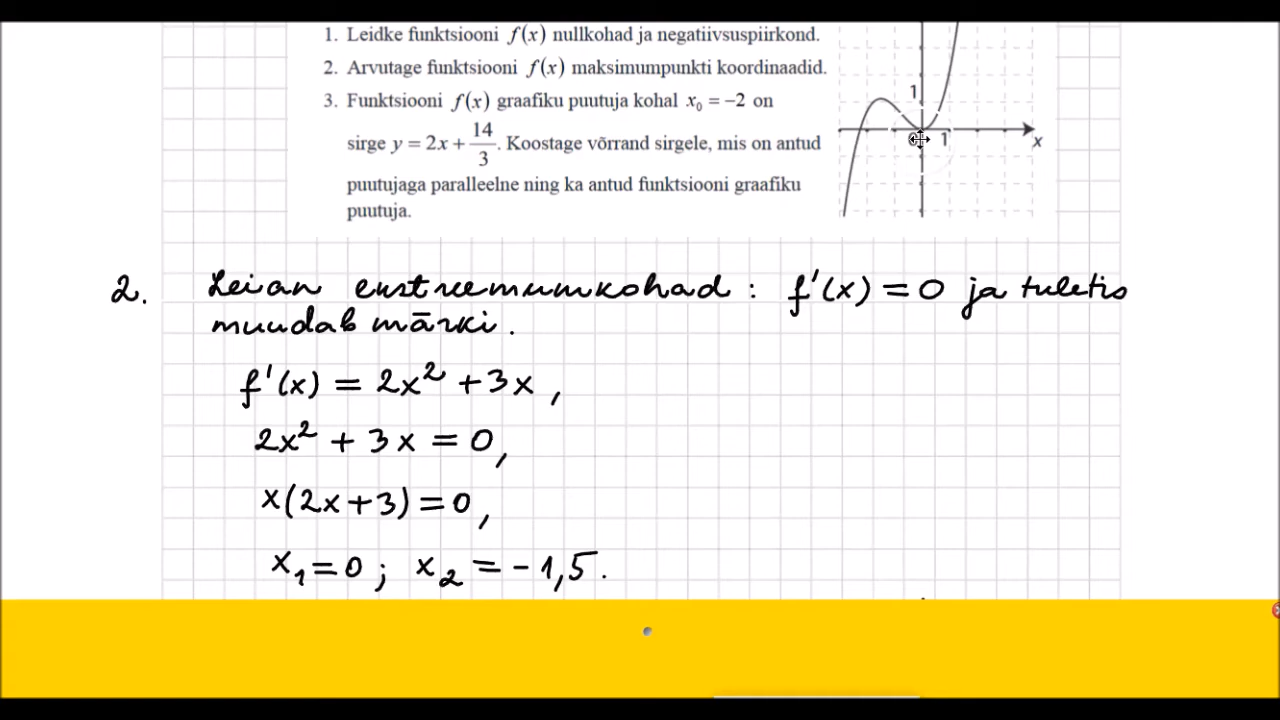 1. Leidke funktsiooni f(x) nullkohad ja negatiivsuspiirkond.
2. Arvutage funktsiooni f(x) maksimumpunkti koordinaadid.
3. Funktsiooni f(x) graafiku puutuja kohal x₀ = −2 on
sirge y = 2x + 14/3. Koostage võrrand sirgele, mis on antud
puutujaga paralleelne ning ka antud funktsiooni graafiku
puutuja.
1
0 1 x
2. Leian ekstreemumkohad : f'(x) = 0 ja tuletis
muudab märki.
f'(x) = 2x² + 3x,
2x² + 3x = 0,
x(2x+3) = 0,
x₁ = 0; x₂ = -1,5.